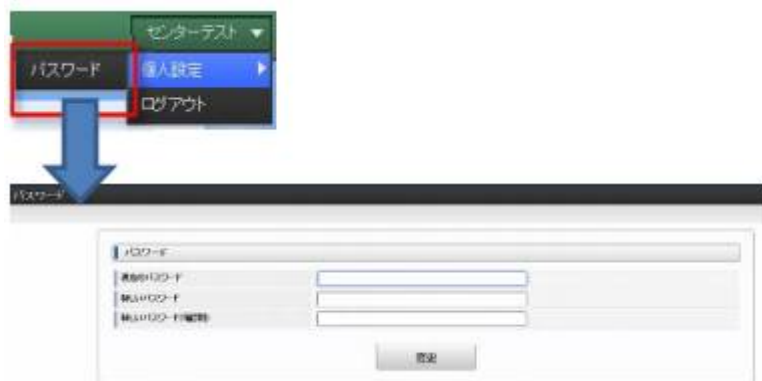 センターテスト ▼
パスワード
個人設定
ログアウト
パスワード
パスワード
現在のパスワード
新しいパスワード
新しいパスワード(確認用)
変更